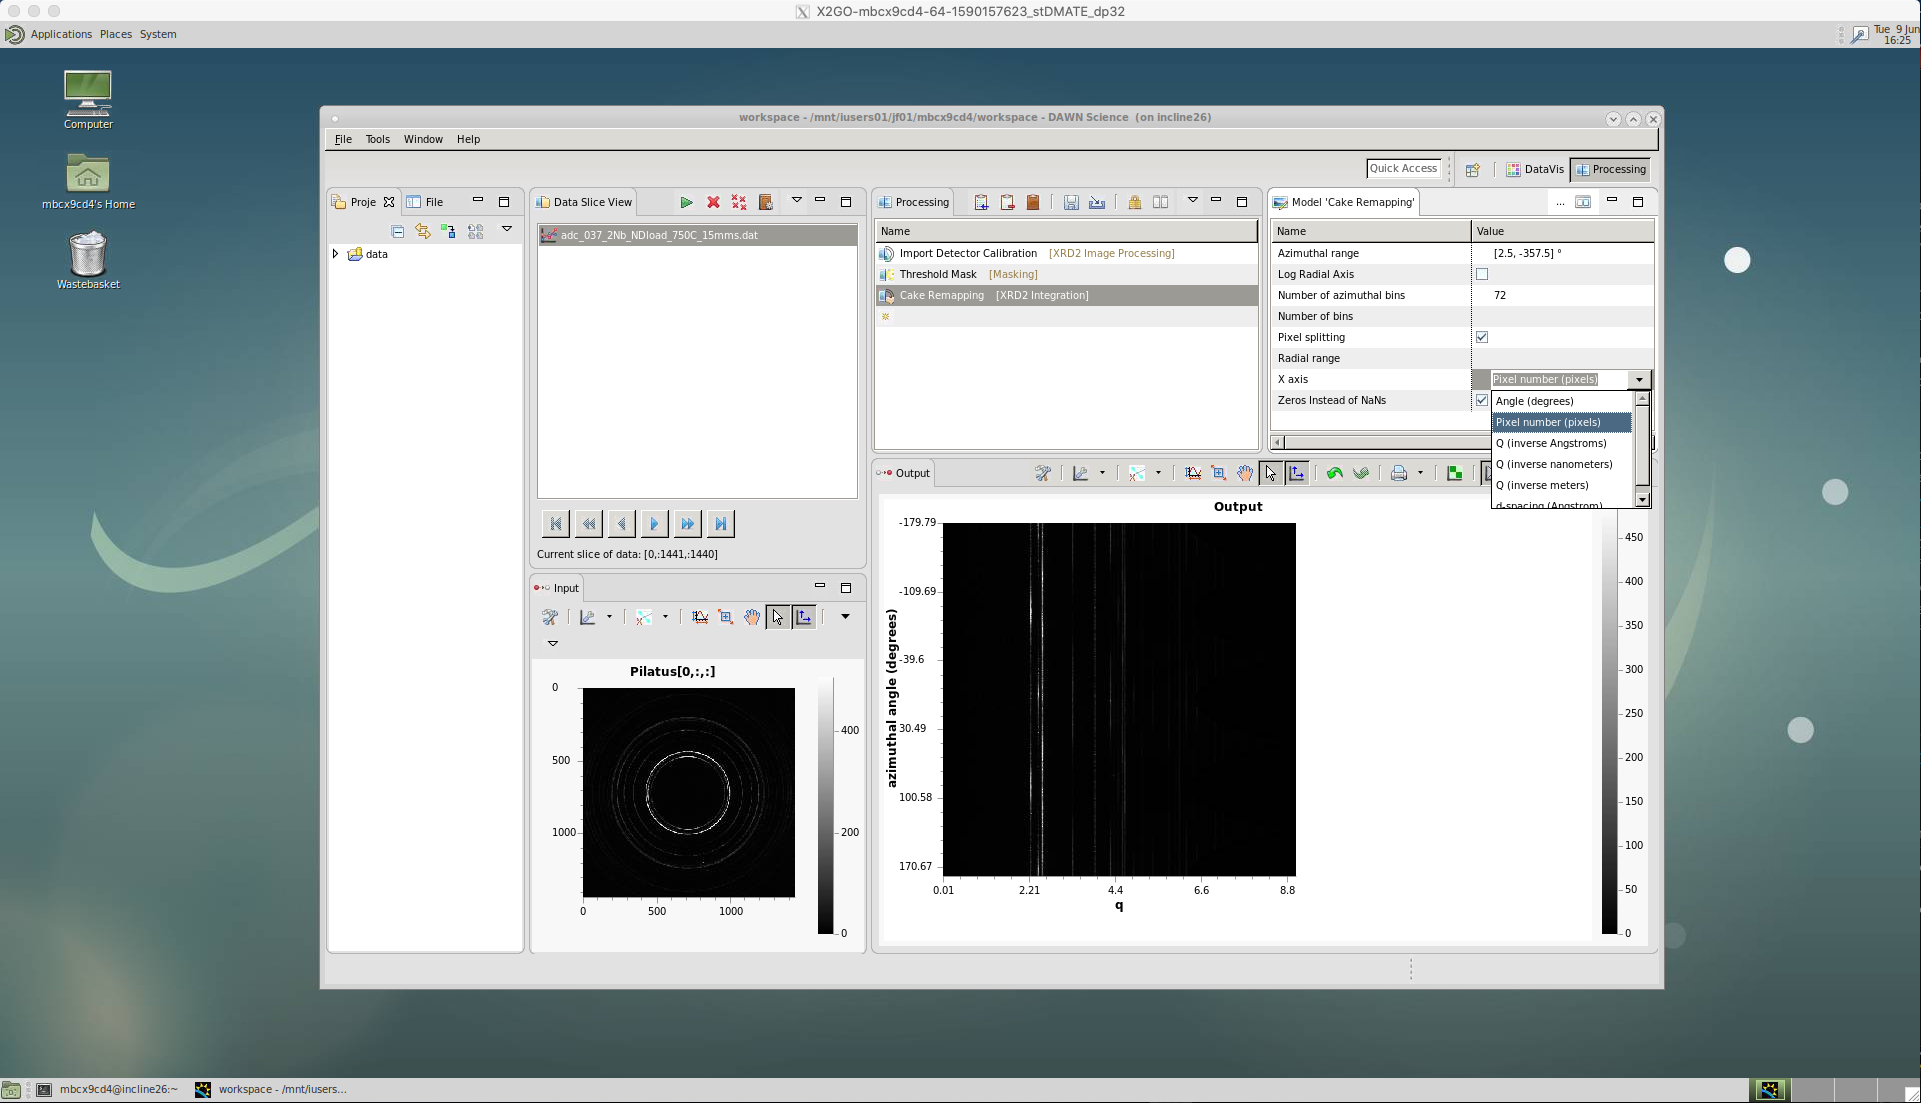 X2GO-mbcx9cd4-64-1590157623_stDMATE_dp32
Applications Places System
Tue 9 Jun
16:25
Computer
mbcx9cd4's Home
Wastebasket
workspace - /mnt/iusers01/jf01/mbcx9cd4/workspace - DAWN Science (on incline26)
File Tools Window Help
Quick Access
DataVis
Processing
Proje
File
data
Data Slice View
adc_037_2Nb_NDload_750C_15mms.dat
Current slice of data: [0,:1441,:1440]
Input
Pilatus[0,:,:]
0
500
1000
0
500
1000
400
200
0
Processing
Name
Import Detector Calibration [XRD2 Image Processing]
Threshold Mask [Masking]
Cake Remapping [XRD2 Integration]
Model 'Cake Remapping'
...
Name Value
Azimuthal range [2.5, -357.5] °
Log Radial Axis
Number of azimuthal bins 72
Number of bins
Pixel splitting
Radial range
X axis Pixel number (pixels)
Zeros Instead of NaNs
Angle (degrees)
Pixel number (pixels)
Q (inverse Angstroms)
Q (inverse nanometers)
Q (inverse meters)
d-spacing (Angstrom)
Output
Output
azimuthal angle (degrees)
-179.79
-109.69
-39.6
30.49
100.58
170.67
0.01
2.21
4.4
6.6
8.8
q
450
400
350
300
250
200
150
100
50
0
mbcx9cd4@incline26:~
workspace - /mnt/iusers...